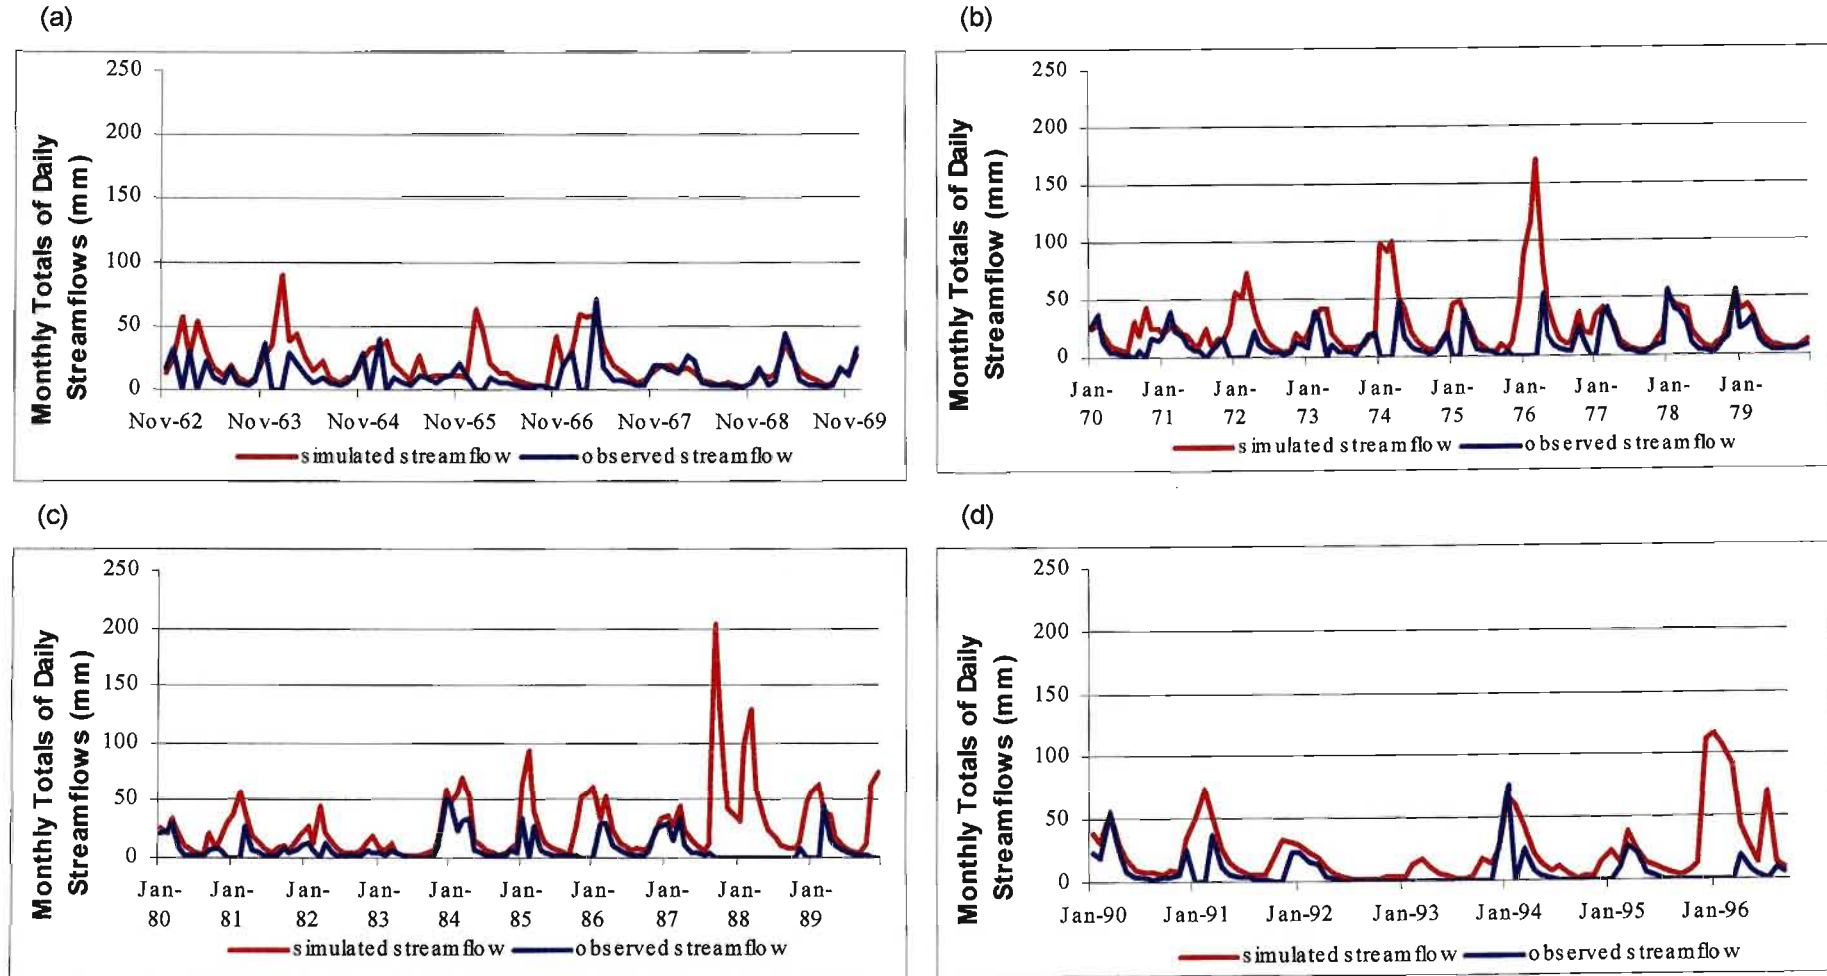 (a)
Monthly Totals of Daily
Streamflows (mm)
250
200
150
100
50
0
Nov-62 Nov-63 Nov-64 Nov-65 Nov-66 Nov-67 Nov-68 Nov-69
simulated streamflow observed streamflow
(b)
Monthly Totals of Daily
Streamflow (mm)
250
200
150
100
50
0
Jan- Jan- Jan- Jan- Jan- Jan- Jan- Jan- Jan- Jan-
70 71 72 73 74 75 76 77 78 79
simulated streamflow observed streamflow
(c)
Monthly Totals of Daily
Streamflows (mm)
250
200
150
100
50
0
Jan- Jan- Jan- Jan- Jan- Jan- Jan- Jan- Jan- Jan-
80 81 82 83 84 85 86 87 88 89
simulated streamflow observed streamflow
(d)
Monthly Totals of Daily
Streamflows (mm)
250
200
150
100
50
0
Jan-90 Jan-91 Jan-92 Jan-93 Jan-94 Jan-95 Jan-96
simulated streamflow observed streamflow